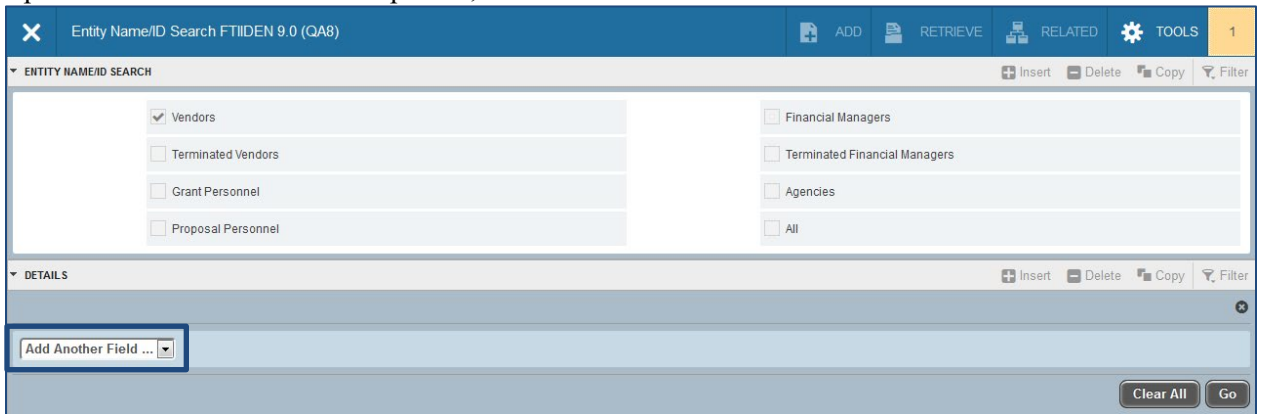 Entity Name/ID Search FTIIDEN 9.0 (QA8) ADD RETRIEVE RELATED TOOLS 1
ENTITY NAME/ID SEARCH Insert Delete Copy Filter
Vendors Financial Managers
Terminated Vendors Terminated Financial Managers
Grant Personnel Agencies
Proposal Personnel All
DETAILS Insert Delete Copy Filter
Add Another Field ...
Clear All Go